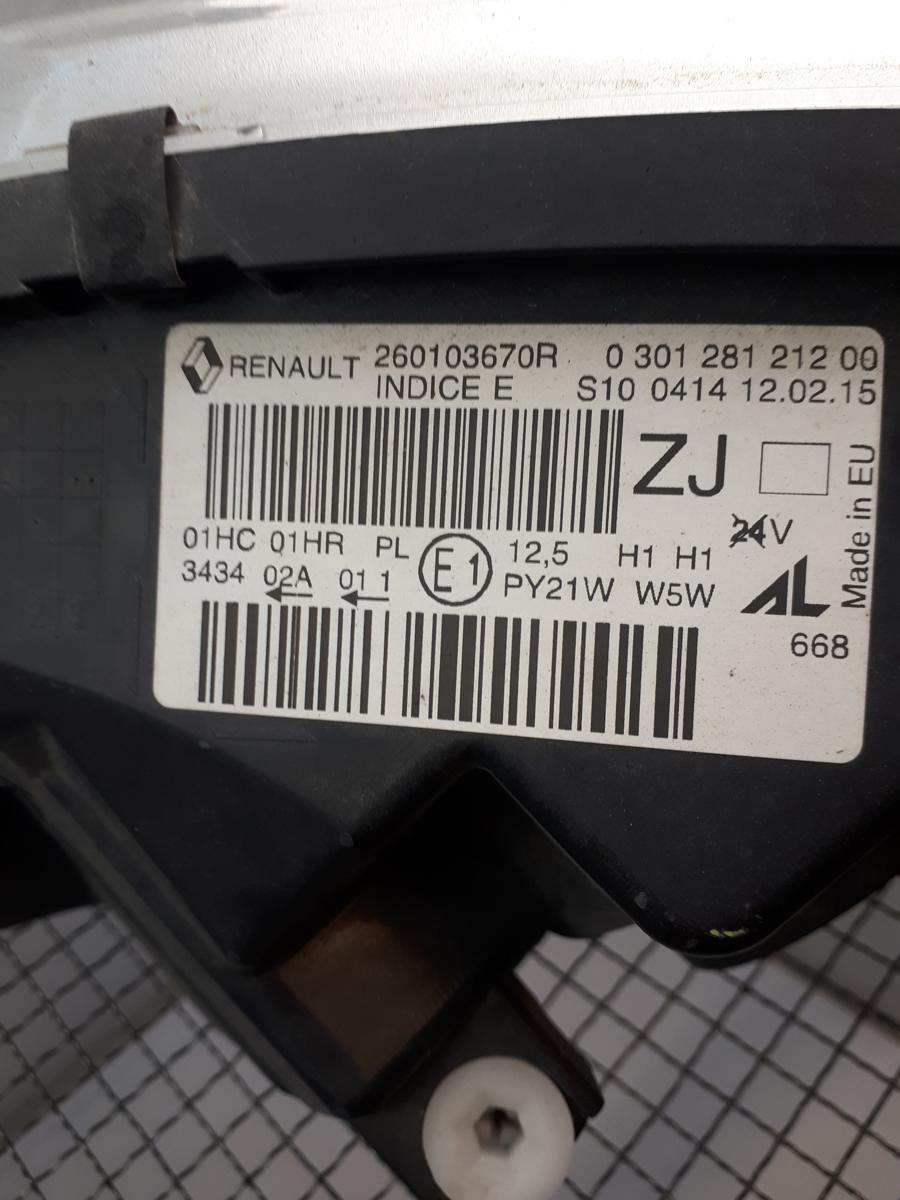 RENAULT 260103670R 0 301 281 212 00
INDICE E S10 0414 12.02.15
ZJ
Made in EU
01HC 01HR PL E1 12,5 H1 H1 24V
3434 02A 01 1 PY21W W5W AL
668